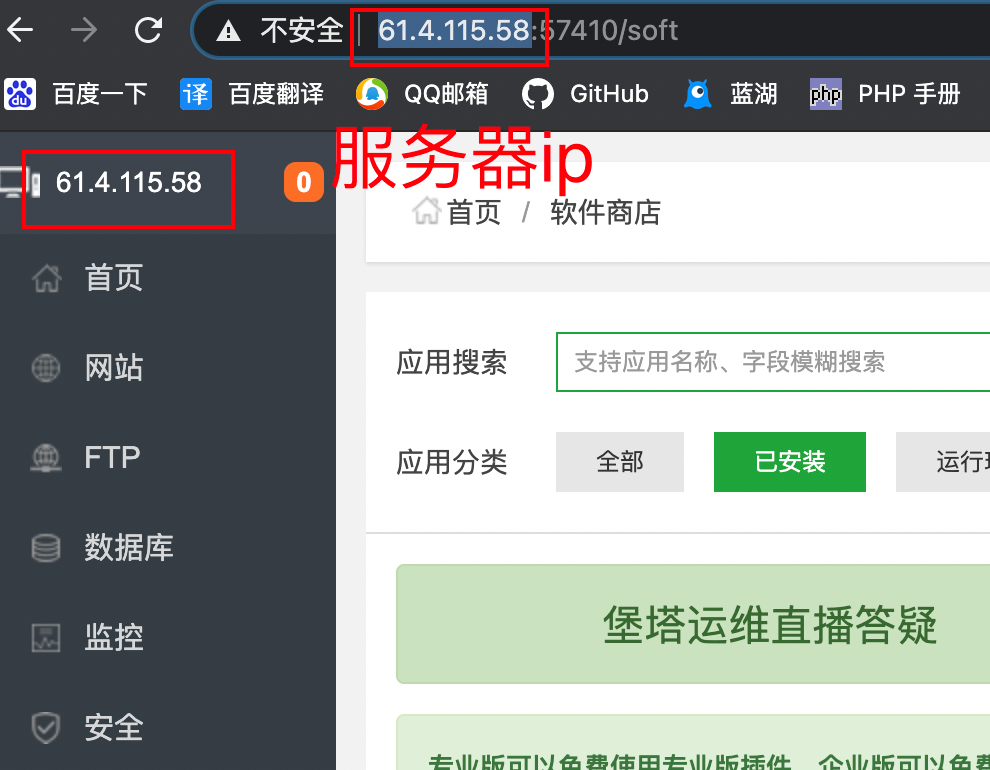 不安全 | 61.4.115.58:57410/soft
百度一下 译 百度翻译 QQ邮箱 GitHub 蓝湖 php PHP 手册
服务器ip
61.4.115.58 0
首页 / 软件商店
首页
网站
FTP
数据库
监控
安全
应用搜索 支持应用名称、字段模糊搜索
应用分类 全部 已安装 运行
堡塔运维直播答疑
专业版可以免费使用专业版插件，企业版可以免费